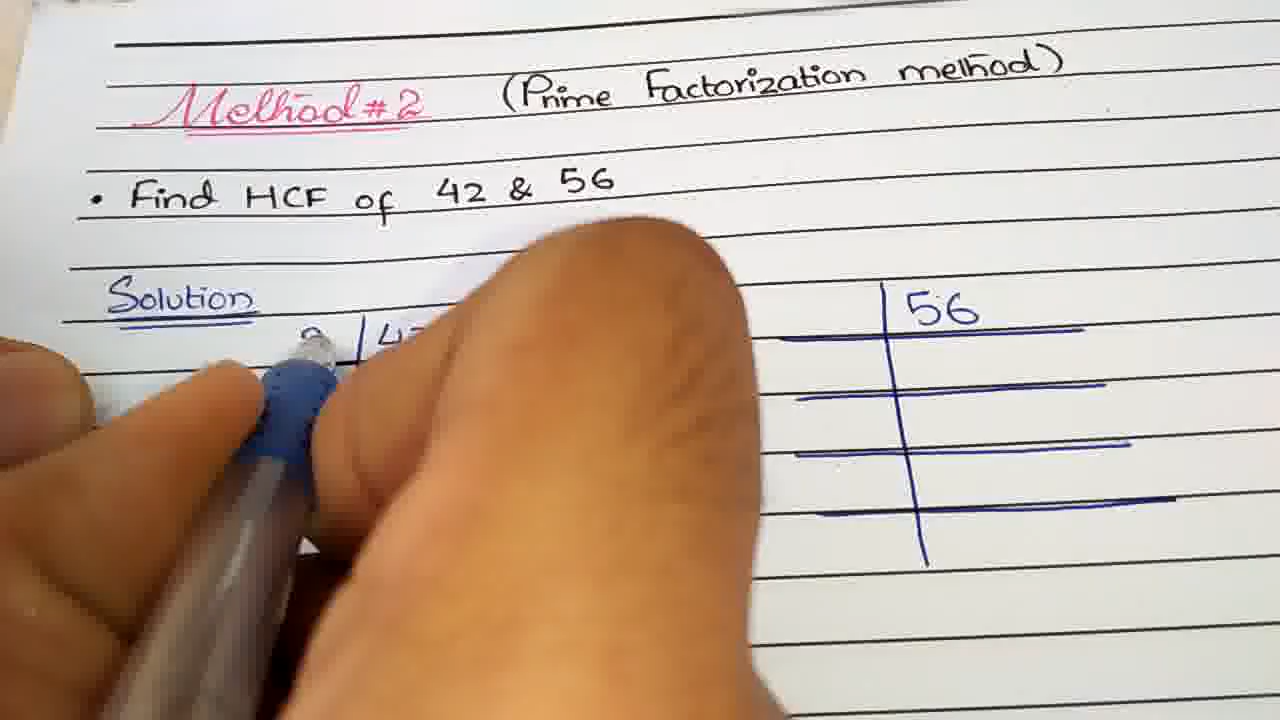 Method #2 (Prime Factorization method)
• Find HCF of 42 & 56
Solution
56